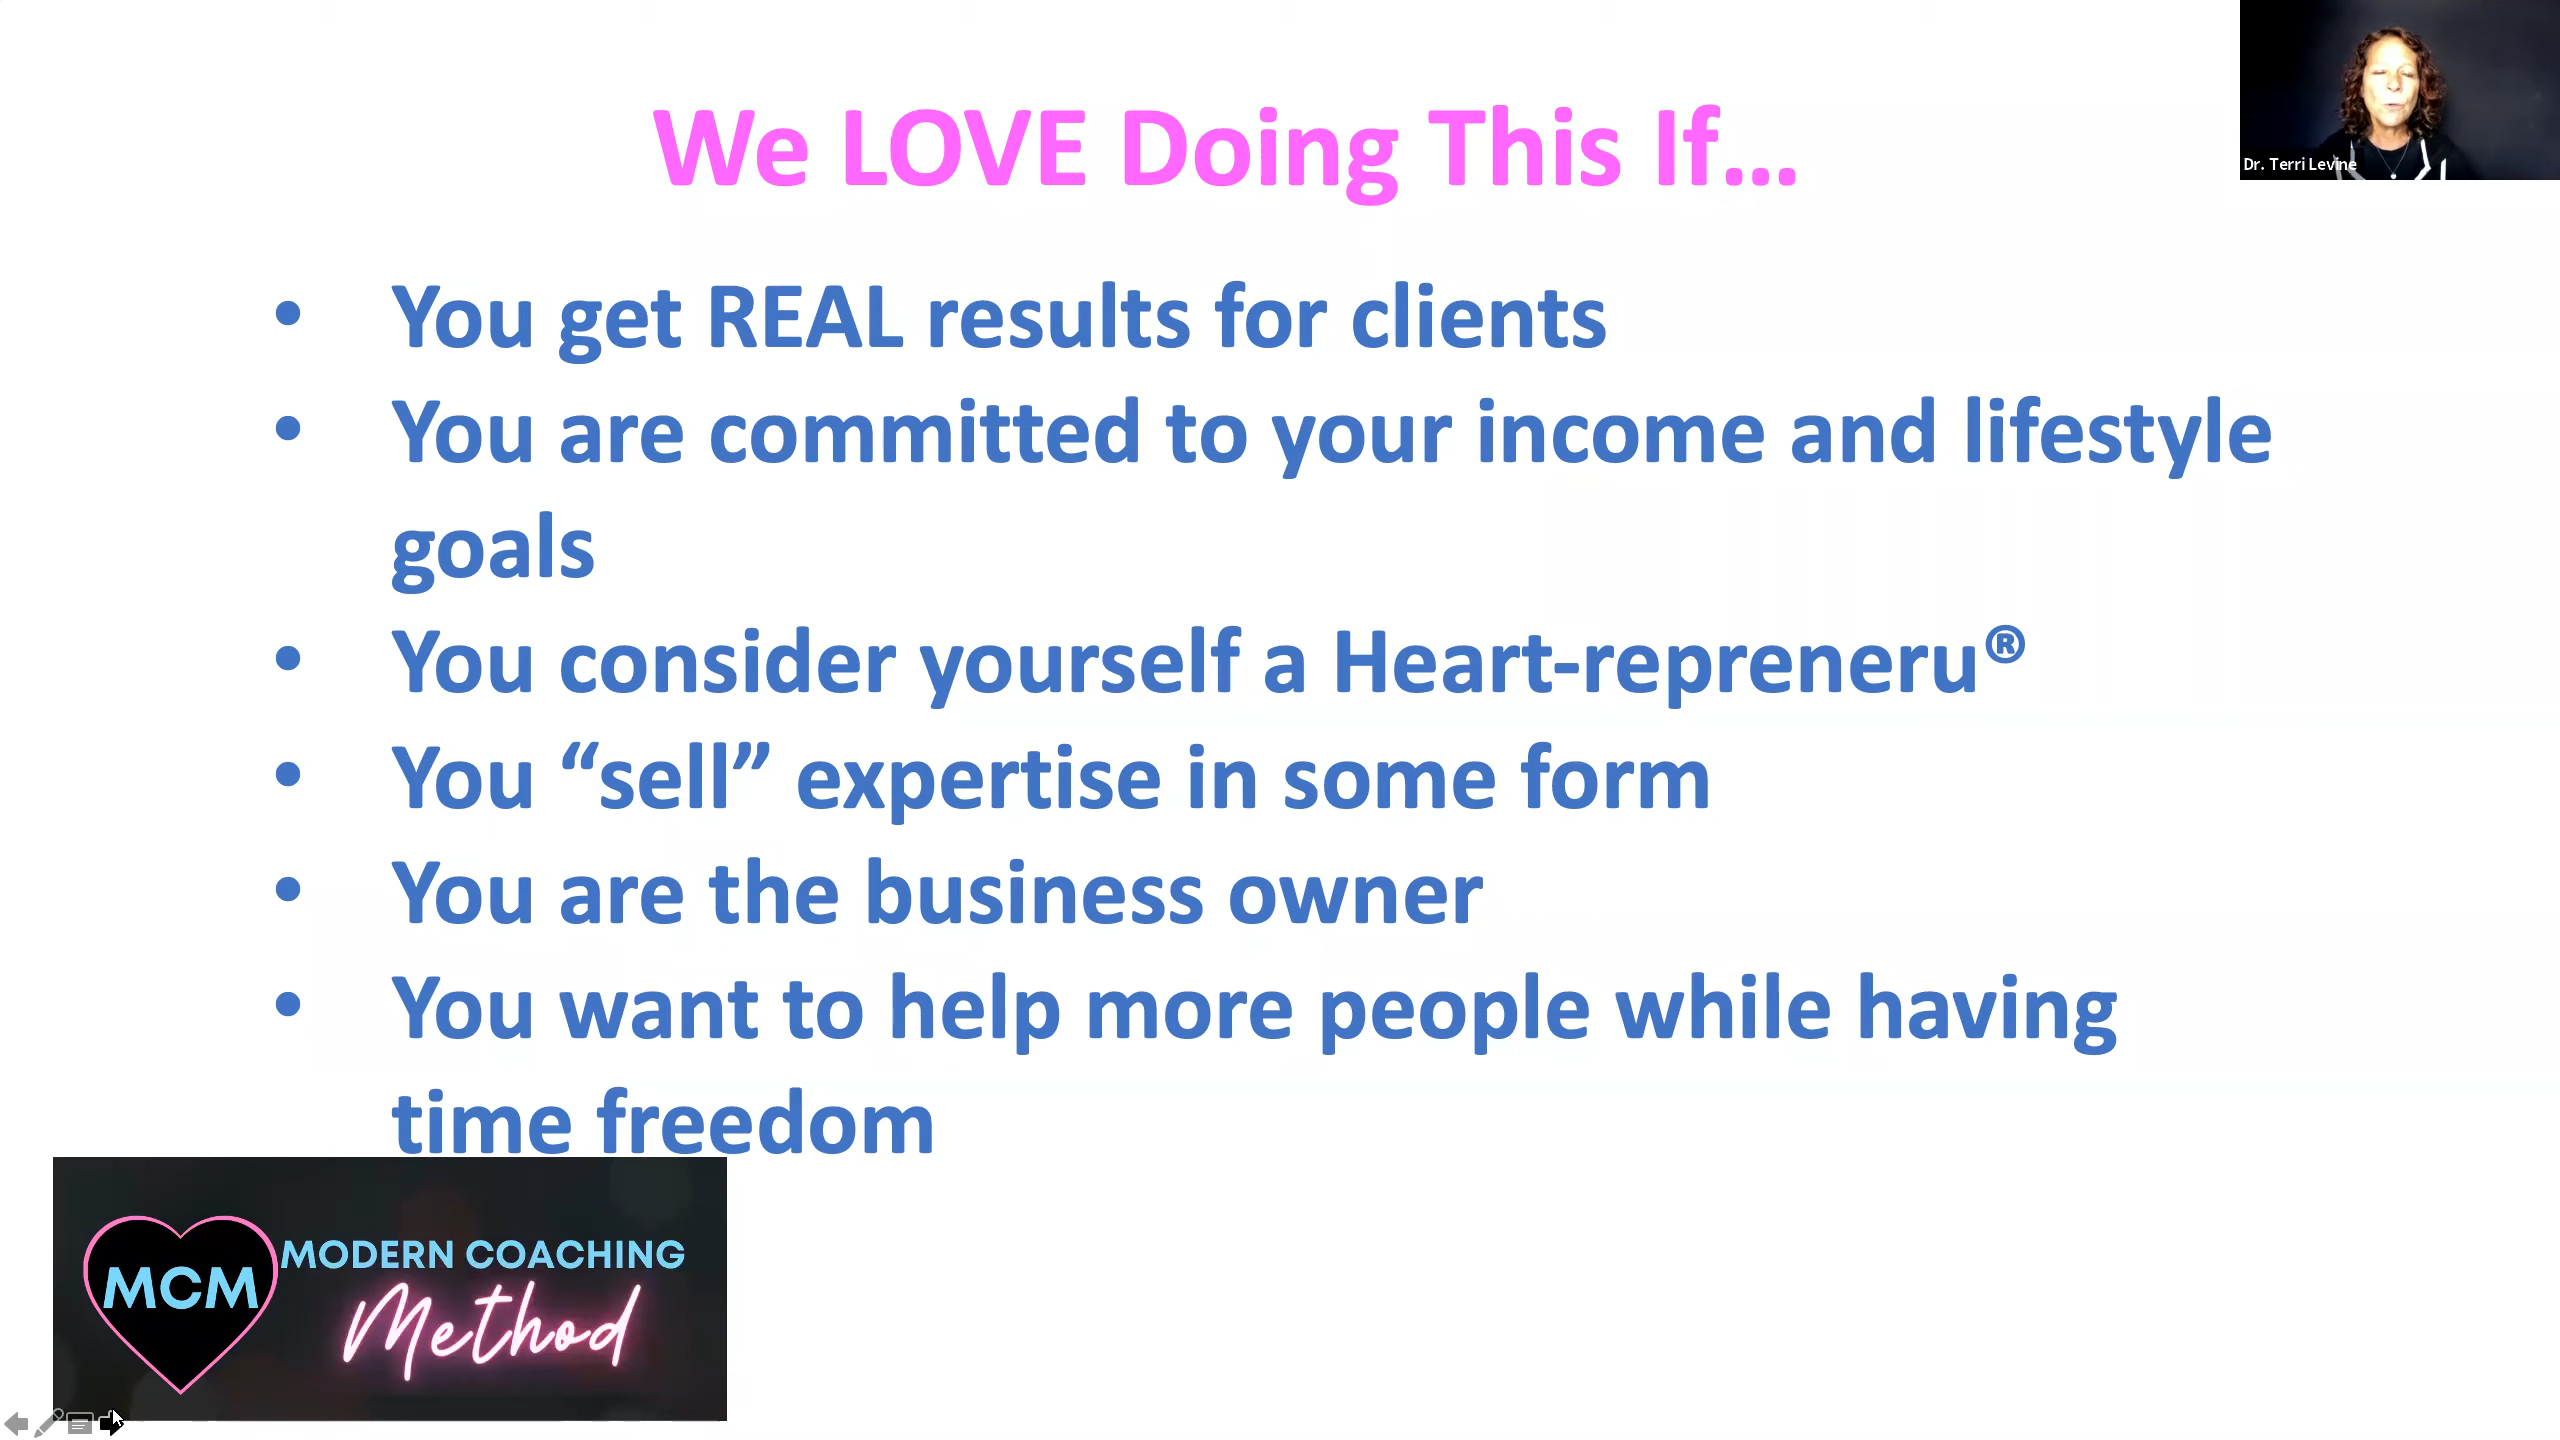 We LOVE Doing This If...
Dr. Terri Levine
• You get REAL results for clients
• You are committed to your income and lifestyle
goals
• You consider yourself a Heart-repreneru®
• You “sell” expertise in some form
• You are the business owner
• You want to help more people while having
time freedom
MCM
MODERN COACHING
Method